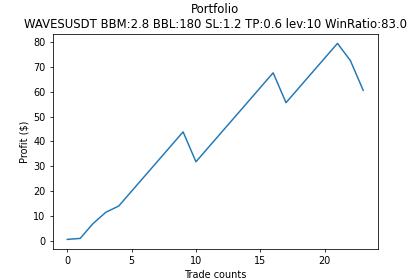 Portfolio
WAVESUSDT BBM:2.8 BBL:180 SL:1.2 TP:0.6 lev:10 WinRatio:83.0
80
70
60
50
40
30
20
10
0
Profit ($)
0 5 10 15 20
Trade counts